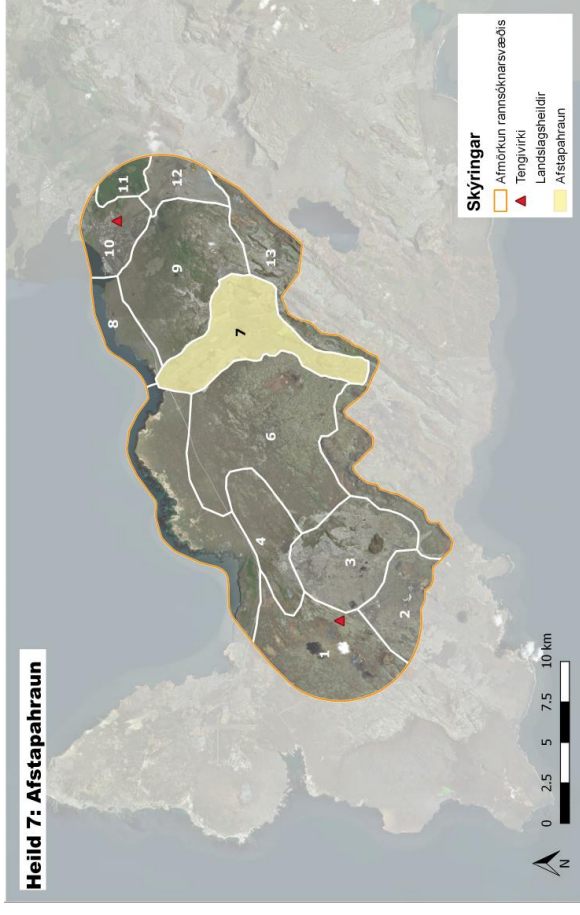 Heild 7: Afstapahraun
1
2
3
4
6
7
8
9
10
11
12
13
Skýringar
Afmörkun rannsóknarsvæðis
Tengivirki
Landslagsheildir
Afstapahraun
N
0 2.5 5 7.5 10 km